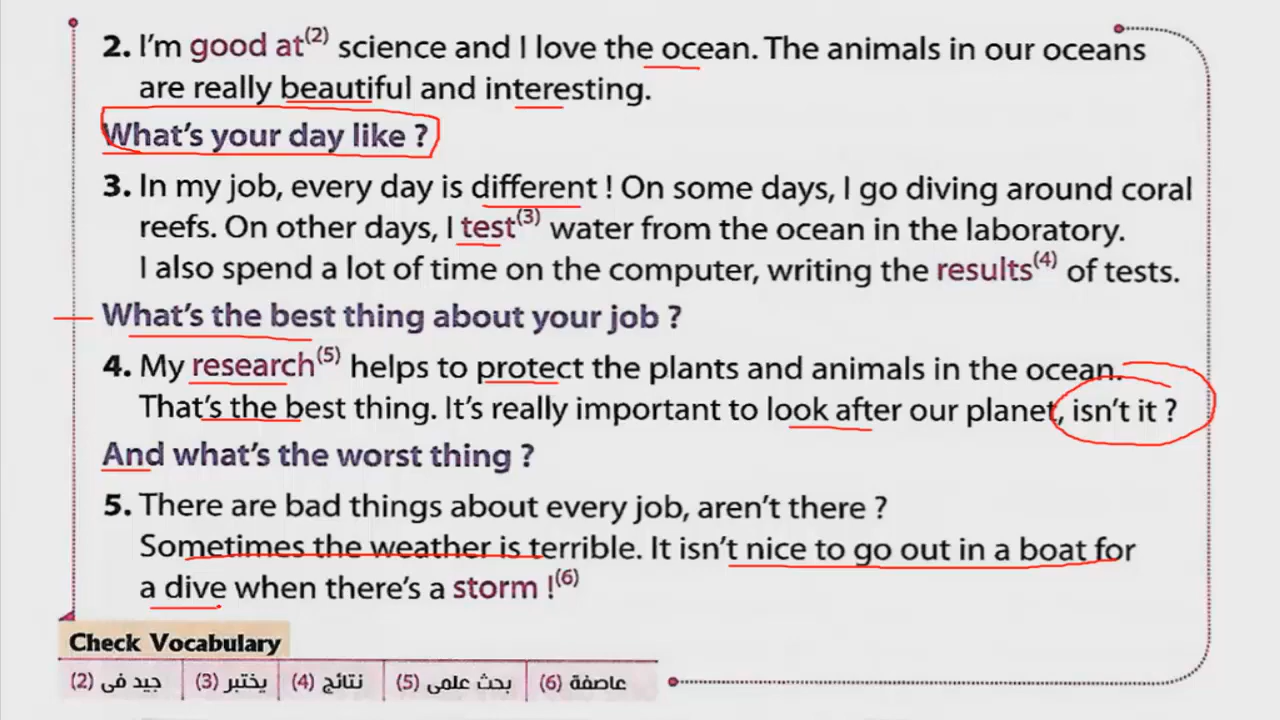 2. I'm good at(2) science and I love the ocean. The animals in our oceans
are really beautiful and interesting.
What's your day like ?
3. In my job, every day is different ! On some days, I go diving around coral
reefs. On other days, I test(3) water from the ocean in the laboratory.
I also spend a lot of time on the computer, writing the results(4) of tests.
What's the best thing about your job ?
4. My research(5) helps to protect the plants and animals in the ocean.
That's the best thing. It's really important to look after our planet, isn't it ?
And what's the worst thing ?
5. There are bad things about every job, aren't there ?
Sometimes the weather is terrible. It isn't nice to go out in a boat for
a dive when there's a storm !(6)
Check Vocabulary
(2) جيد فى (3) يختبر (4) نتائج (5) بحث علمى (6) عاصفة